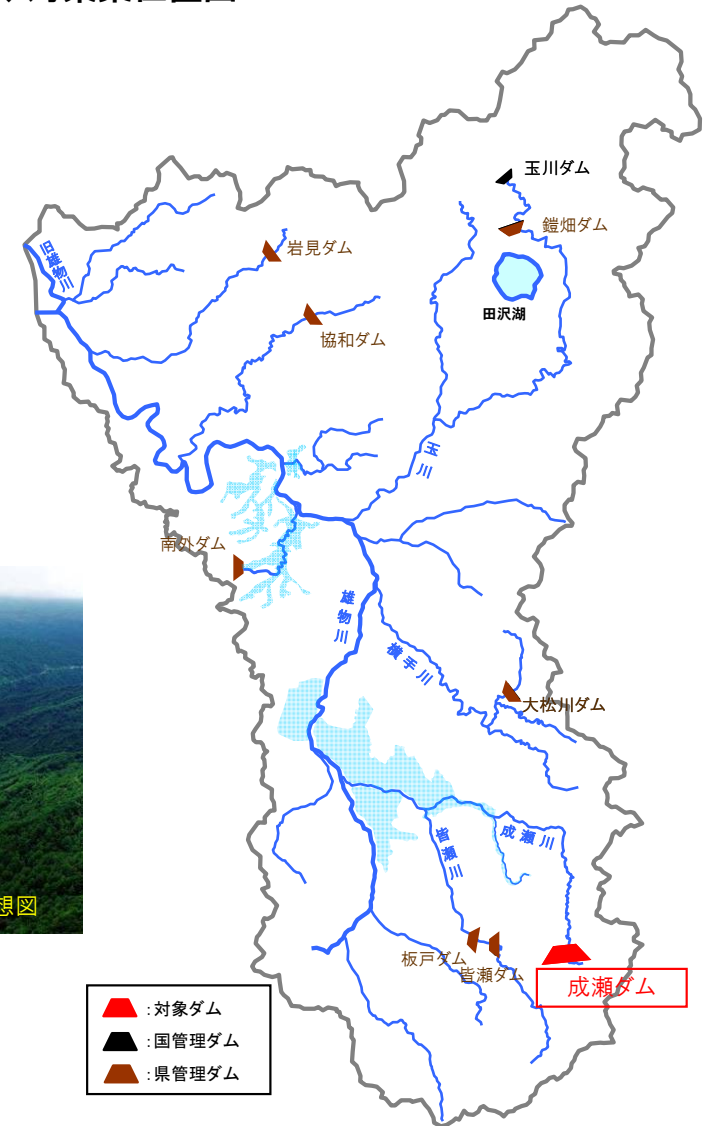 玉川ダム
鎧畑ダム
岩見ダム
旧雄物川
田沢湖
協和ダム
玉川
南外ダム
雄物川
横手川
大松川ダム
皆瀬川
成瀬川
想図
板戸ダム
皆瀬ダム
成瀬ダム
:対象ダム
:国管理ダム
:県管理ダム